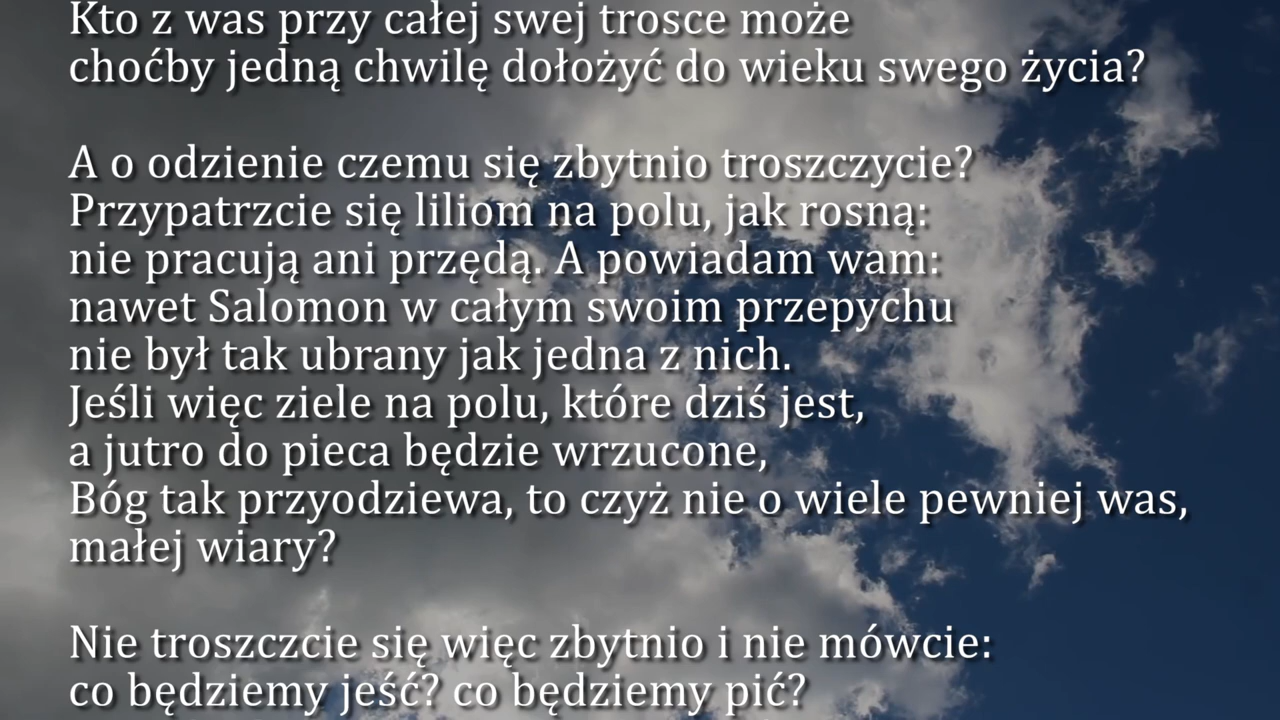 Kto z was przy całej swej trosce może
choćby jedną chwilę dołożyć do wieku swego życia?
A o odzienie czemu się zbytnio troszczycie?
Przypatrzcie się liliom na polu, jak rosną:
nie pracują ani przędą. A powiadam wam:
nawet Salomon w całym swoim przepychu
nie był tak ubrany jak jedna z nich.
Jeśli więc ziele na polu, które dziś jest,
a jutro do pieca będzie wrzucone,
Bóg tak przyodziewa, to czyż nie o wiele pewniej was,
małej wiary?
Nie troszczcie się więc zbytnio i nie mówcie:
co będziemy jeść? co będziemy pić?